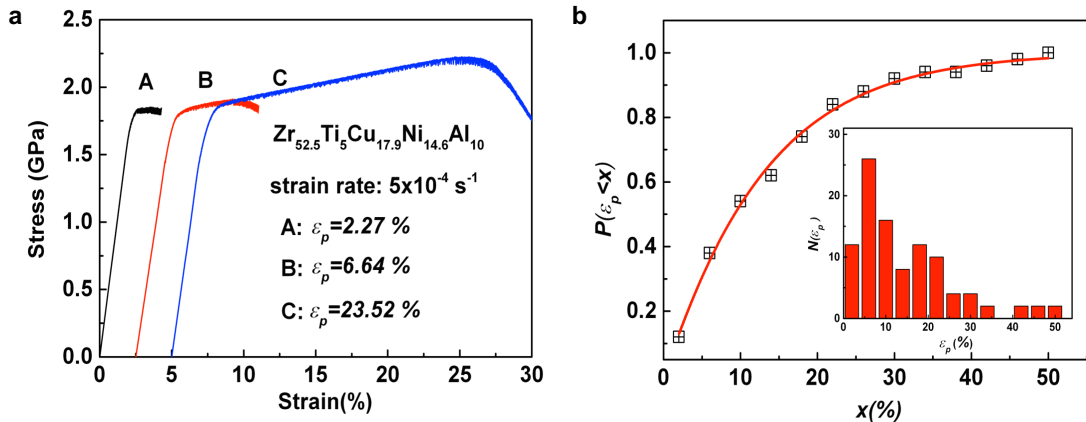 a
Stress (GPa)
2.5
2.0
1.5
1.0
0.5
0.0
A
B
C
Zr52.5Ti5Cu17.9Ni14.6Al10
strain rate: 5x10-4 s-1
A: εp=2.27 %
B: εp=6.64 %
C: εp=23.52 %
0
5
10
15
20
25
30
Strain(%)
b
P(εp<x)
1.0
0.8
0.6
0.4
0.2
N(εp)
30
20
10
0
0
10
20
30
40
50
εp(%)
0
10
20
30
40
50
x(%)